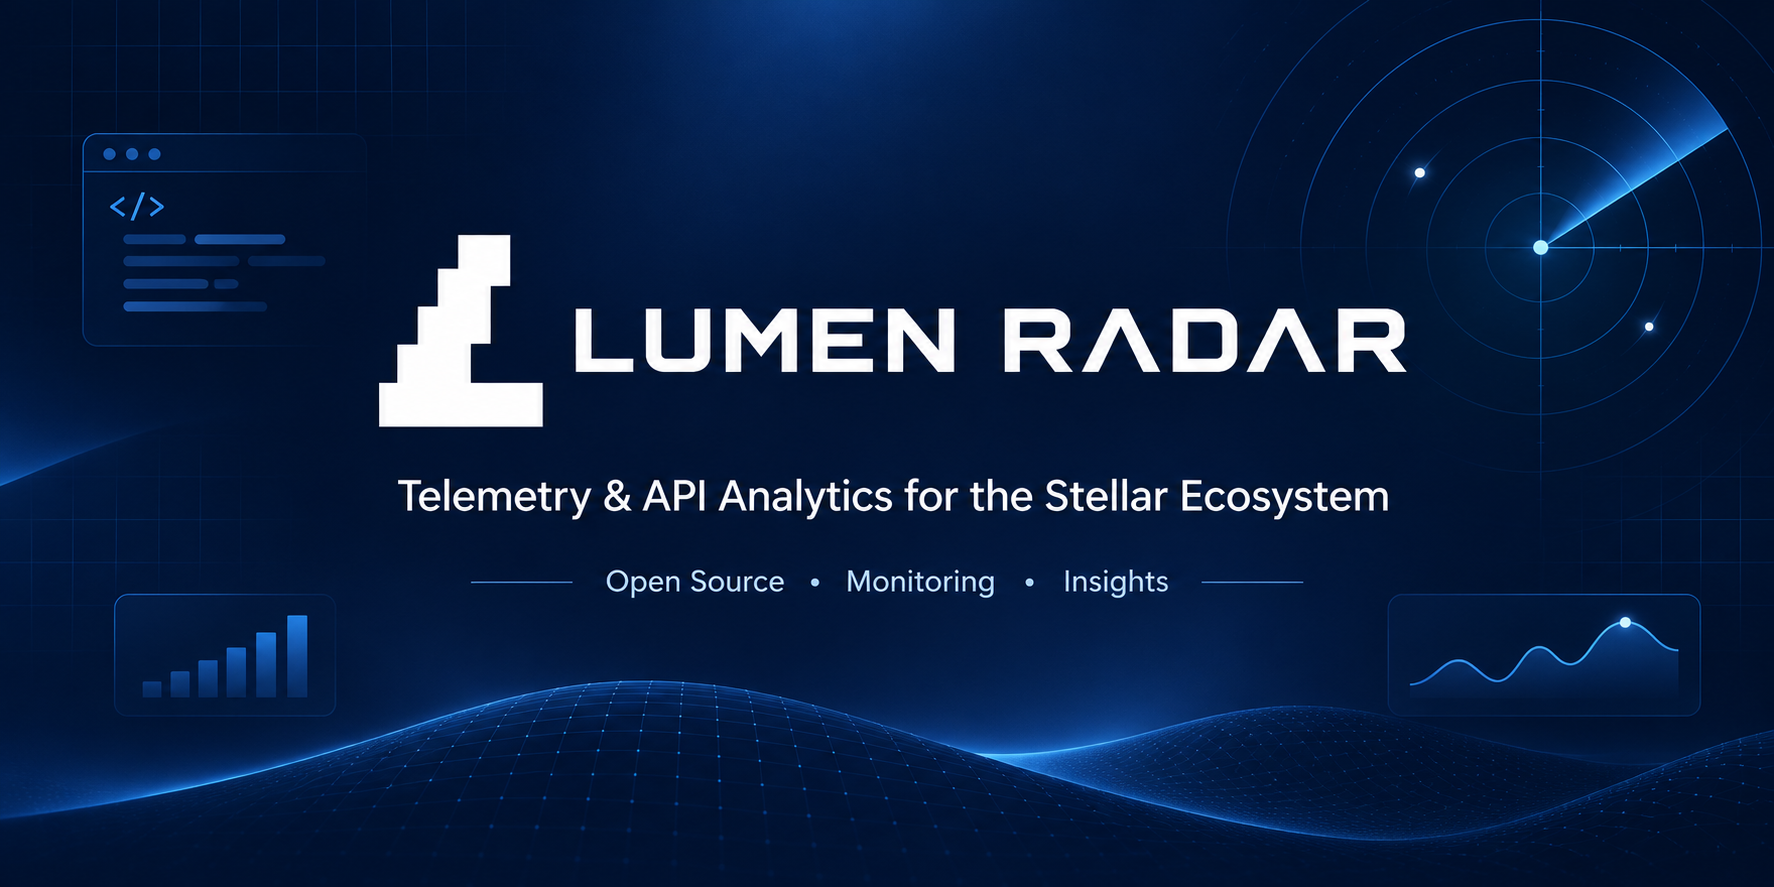 </>
LUMEN RADAR
Telemetry & API Analytics for the Stellar Ecosystem
Open Source • Monitoring • Insights